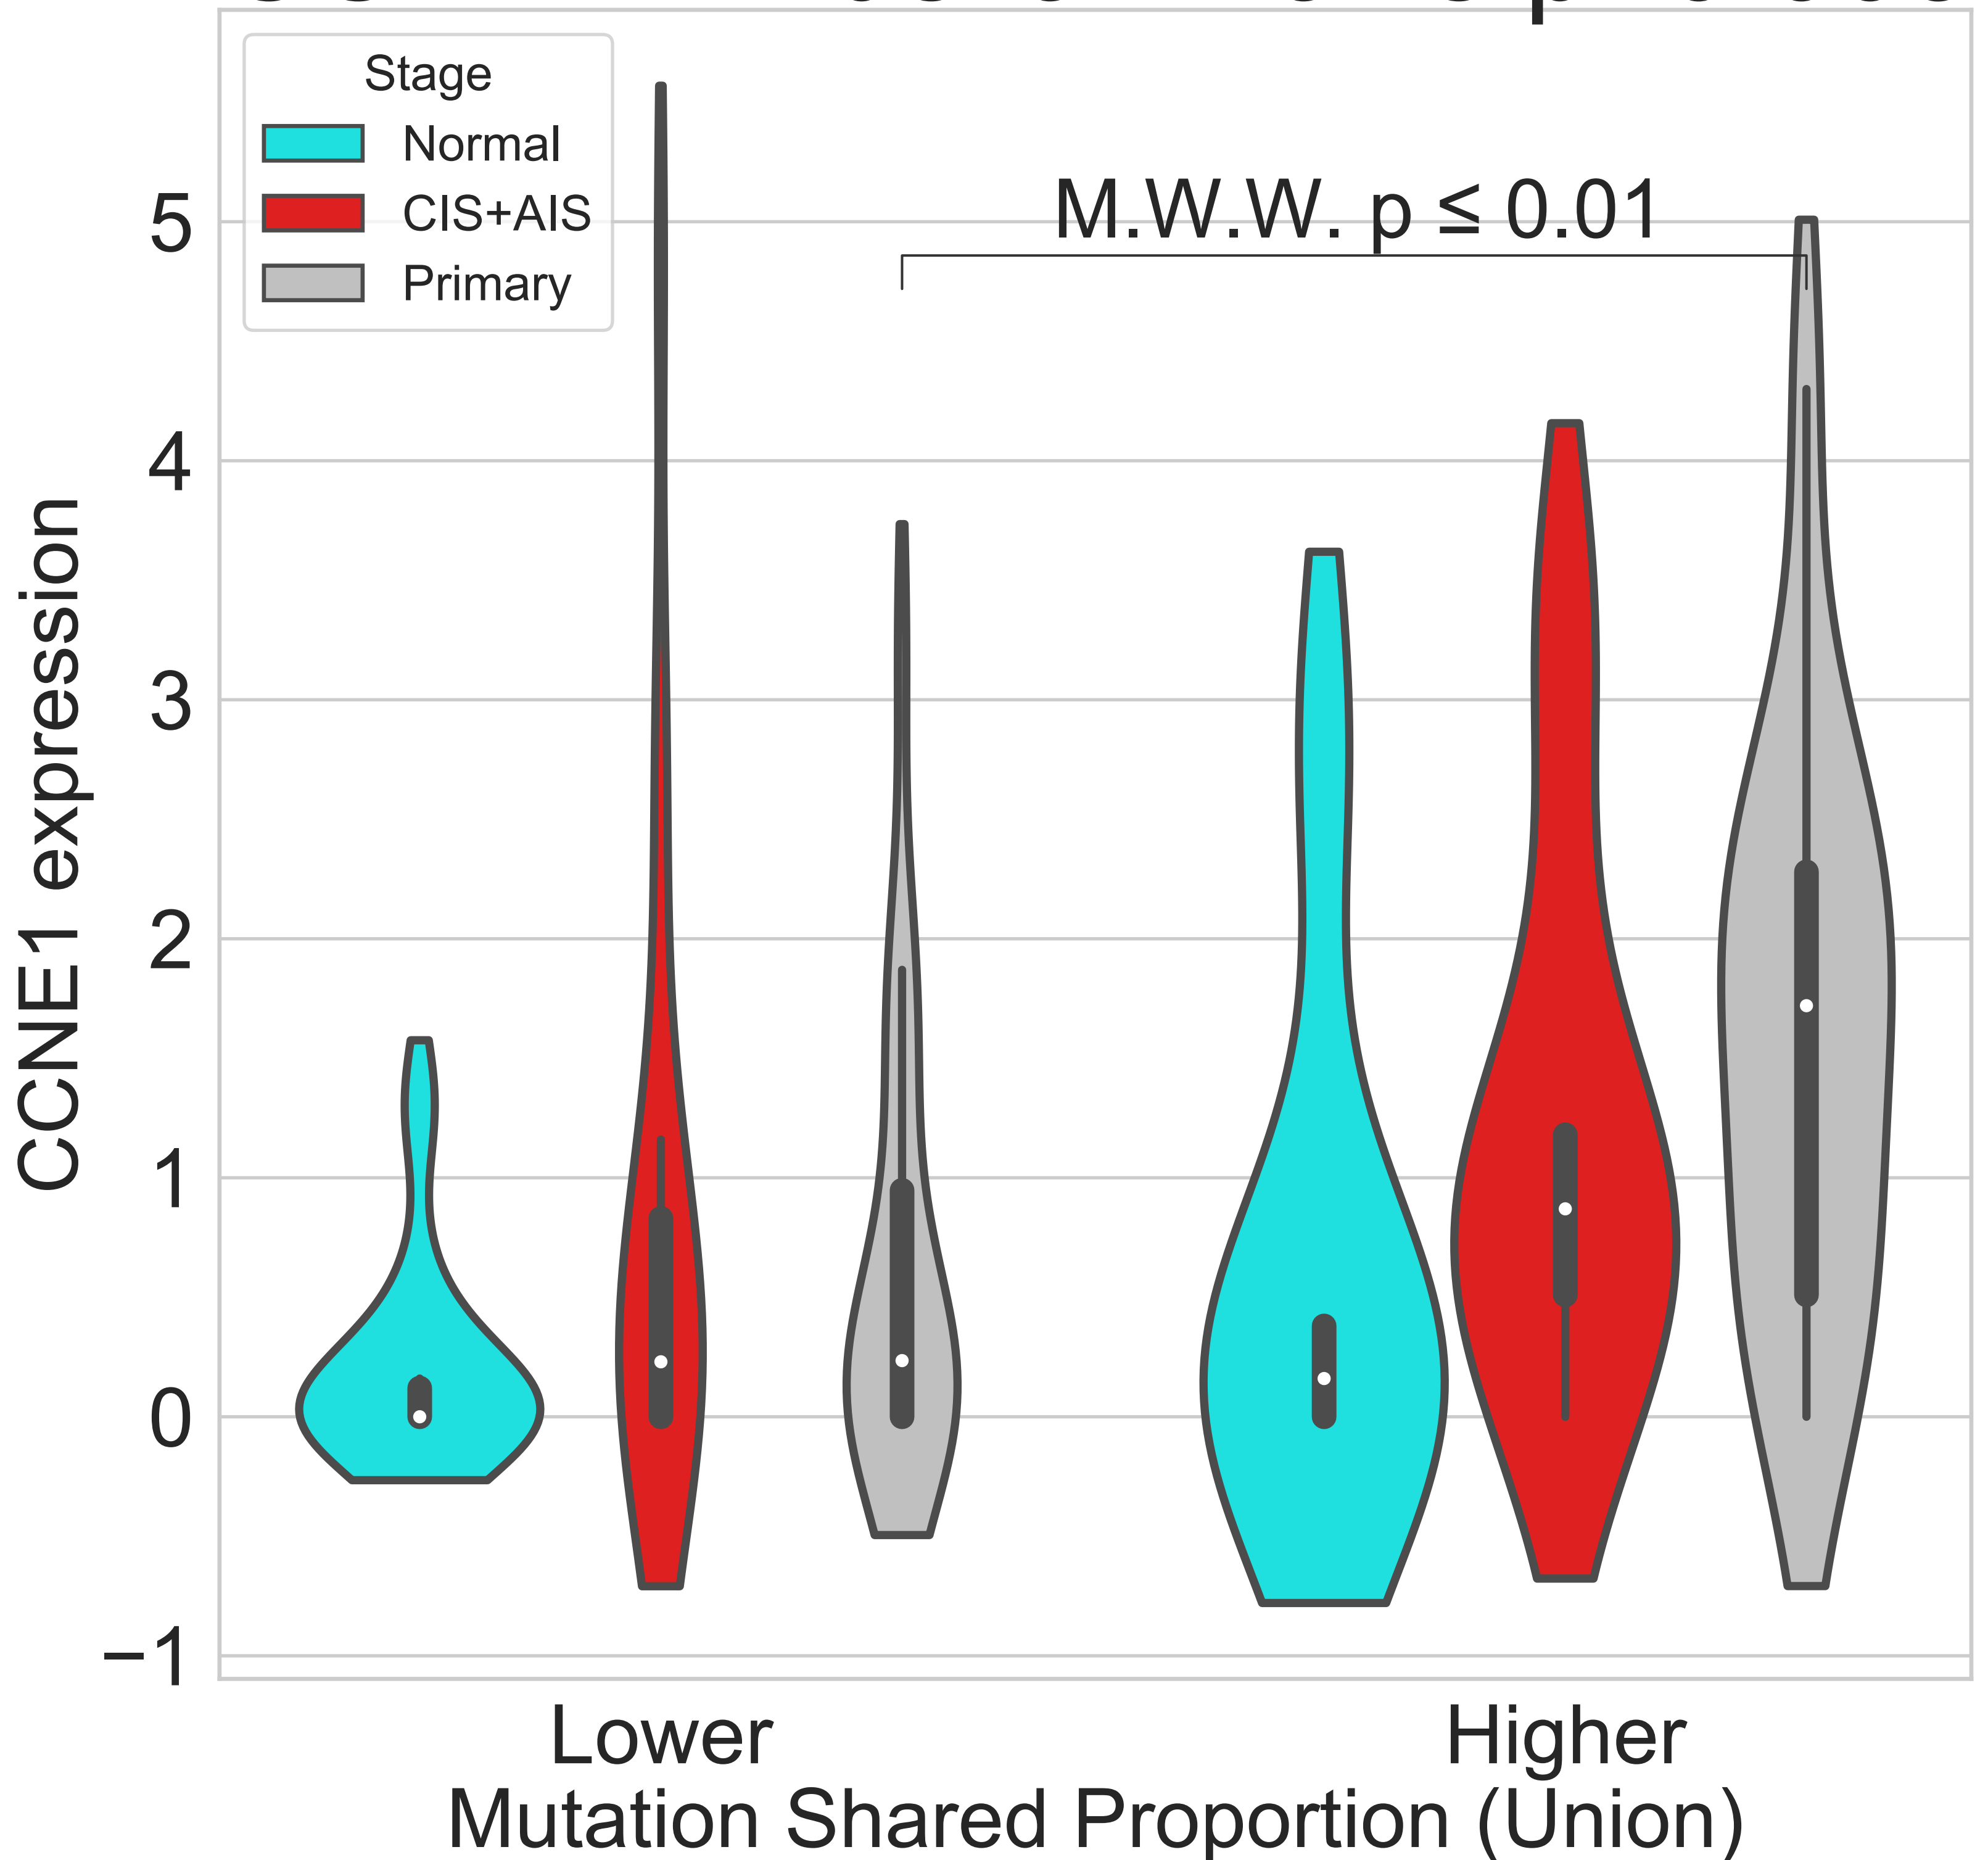 Stage
Normal
CIS+AIS
Primary
M.W.W. p ≤ 0.01
5
4
3
2
1
0
−1
CCNE1 expression
Lower
Higher
Mutation Shared Proportion (Union)